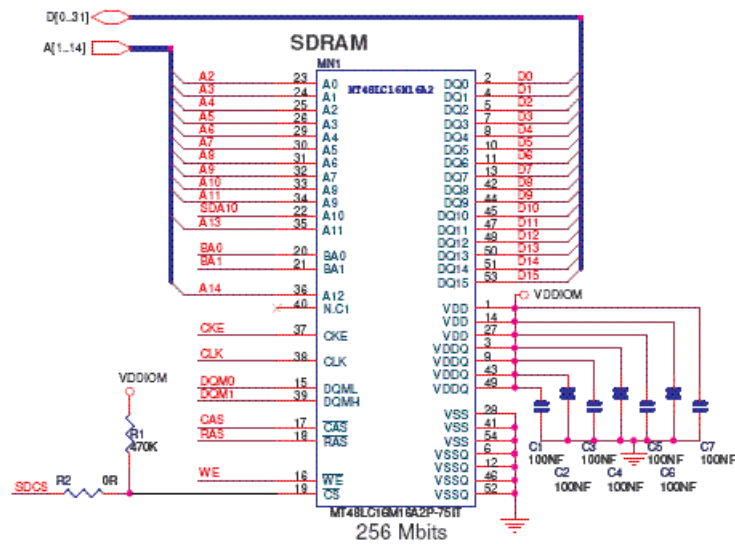 D[0..31]
A[1..14]
SDRAM
MN1
MT48LC16M16A2
A2 23 A0 DQ0 2 D0
A3 24 A1 DQ1 4 D1
A4 25 A2 DQ2 5 D2
A5 26 A3 DQ3 7 D3
A6 29 A4 DQ4 8 D4
A7 30 A5 DQ5 10 D5
A8 31 A6 DQ6 11 D6
A9 32 A7 DQ7 13 D7
A10 33 A8 DQ8 42 D8
A11 34 A9 DQ9 44 D9
SDA10 22 A10 DQ10 45 D10
A13 35 A11 DQ11 47 D11
DQ12 48 D12
BA0 20 BA0 DQ13 50 D13
BA1 21 BA1 DQ14 51 D14
DQ15 53 D15
A14 36 A12
VDDIOM
40 N.C1 VDD 1
VDD 14
CKE 37 CKE VDD 27
VDDQ 3
CLK 38 CLK VDDQ 9
VDDIOM
VDDQ 43
DQM0 15 DQML VDDQ 49
DQM1 39 DQMH
VSS 28
CAS 17 CAS VSS 41
RAS 18 RAS VSS 54
R1
470K
VSSQ 6
VSSQ 12
WE 16 WE VSSQ 46
19 CS VSSQ 52
C1 C3 C5 C7
100NF 100NF 100NF 100NF
C2 C4 C6
100NF 100NF 100NF
R2 0R
SDCS
MT48LC16M16A2P-75IT
256 Mbits